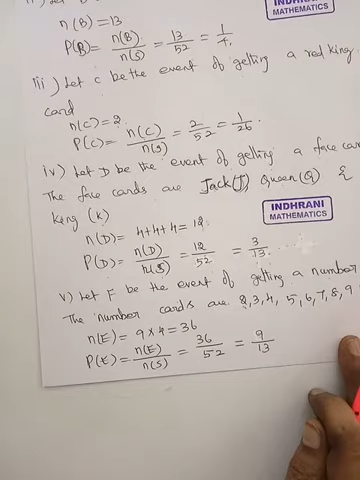 n(B) = 13
INDHRANI
MATHEMATICS
P(B) = n(B)/n(S) = 13/52 = 1/4.
iii) Let C be the event of getting a red king
card
n(C) = 2.
P(C) = n(C)/n(S) = 2/52 = 1/26.
iv) Let D be the event of getting a face car
The face cards are Jack(J) Queen(Q) &
King (K)
INDHRANI
MATHEMATICS
n(D) = 4+4+4 = 12.
P(D) = n(D)/n(S) = 12/52 = 3/13.
v) Let F be the event of getting a number
The number cards are 2,3,4, 5,6,7,8,9
n(E) = 9 x 4 = 36
P(E) = n(E)/n(S) = 36/52 = 9/13